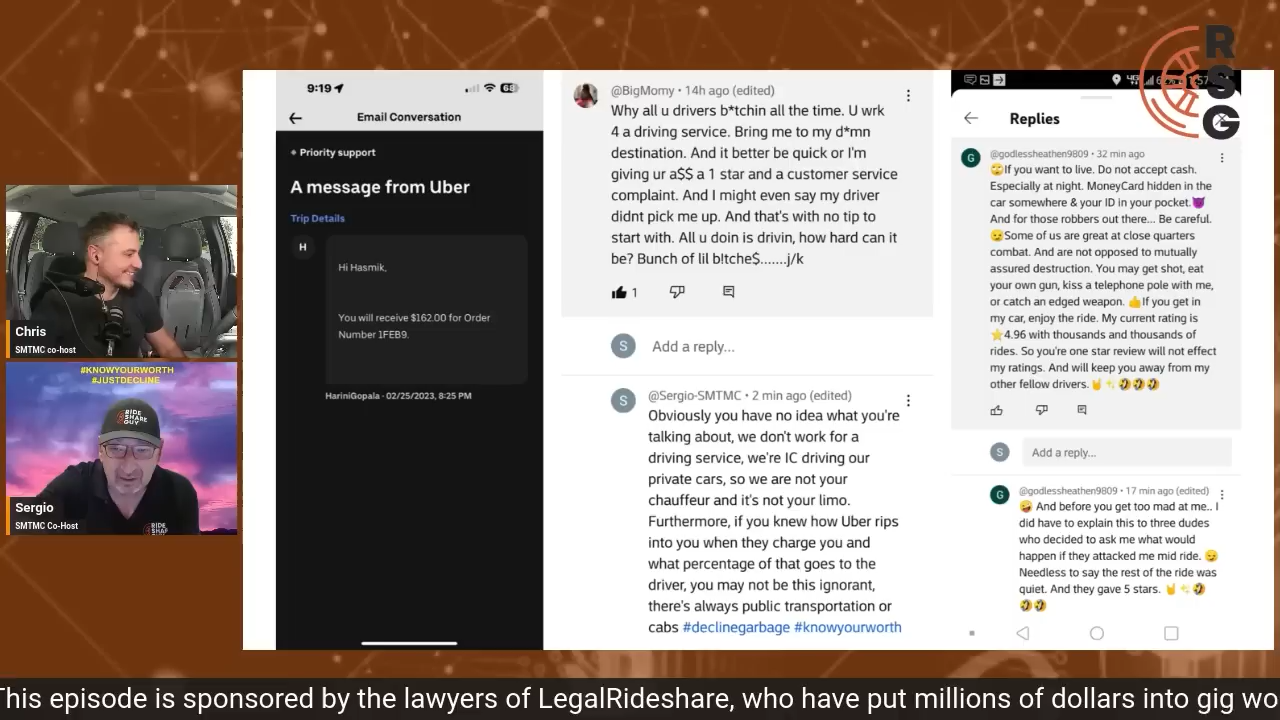 R
S
G
#KNOWYOURWORTH
#JUSTDECLINE
RIDE
SHARE
GUY
Chris
SMTMC co-host
Sergio
SMTMC Co-Host
9:19
Email Conversation
Priority support
A message from Uber
Trip Details
H
Hi Hasmik,
You will receive $162.00 for Order
Number 1FEB9.
HariniGopala · 02/25/2023, 8:25 PM
@BigMomy · 14h ago (edited)
Why all u drivers b*tchin all the time. U wrk
4 a driving service. Bring me to my d*mn
destination. And it better be quick or I'm
giving ur a$$ a 1 star and a customer service
complaint. And I might even say my driver
didnt pick me up. And that's with no tip to
start with. All u doin is drivin, how hard can it
be? Bunch of lil b!tche$.......j/k
1
S
Add a reply...
S
@Sergio-SMTMC · 2 min ago (edited)
Obviously you have no idea what you're
talking about, we don't work for a
driving service, we're IC driving our
private cars, so we are not your
chauffeur and it's not your limo.
Furthermore, if you knew how Uber rips
into you when they charge you and
what percentage of that goes to the
driver, you may not be this ignorant,
there's always public transportation or
cabs #declinegarbage #knowyourworth
Replies
G
@godlessheathen9809 · 32 min ago
🙄If you want to live. Do not accept cash.
Especially at night. MoneyCard hidden in the
car somewhere & your ID in your pocket.😈
And for those robbers out there... Be careful.
😉Some of us are great at close quarters
combat. And are not opposed to mutually
assured destruction. You may get shot, eat
your own gun, kiss a telephone pole with me,
or catch an edged weapon. 👍If you get in
my car, enjoy the ride. My current rating is
⭐4.96 with thousands and thousands of
rides. So you're one star review will not effect
my ratings. And will keep you away from my
other fellow drivers.🤘✨🤣🤣🤣
S
Add a reply...
G
@godlessheathen9809 · 17 min ago (edited)
🤪 And before you get too mad at me.. I
did have to explain this to three dudes
who decided to ask me what would
happen if they attacked me mid ride. 😏
Needless to say the rest of the ride was
quiet. And they gave 5 stars. 🤘✨🤣
🤣🤣
This episode is sponsored by the lawyers of LegalRideshare, who have put millions of dollars into gig wo